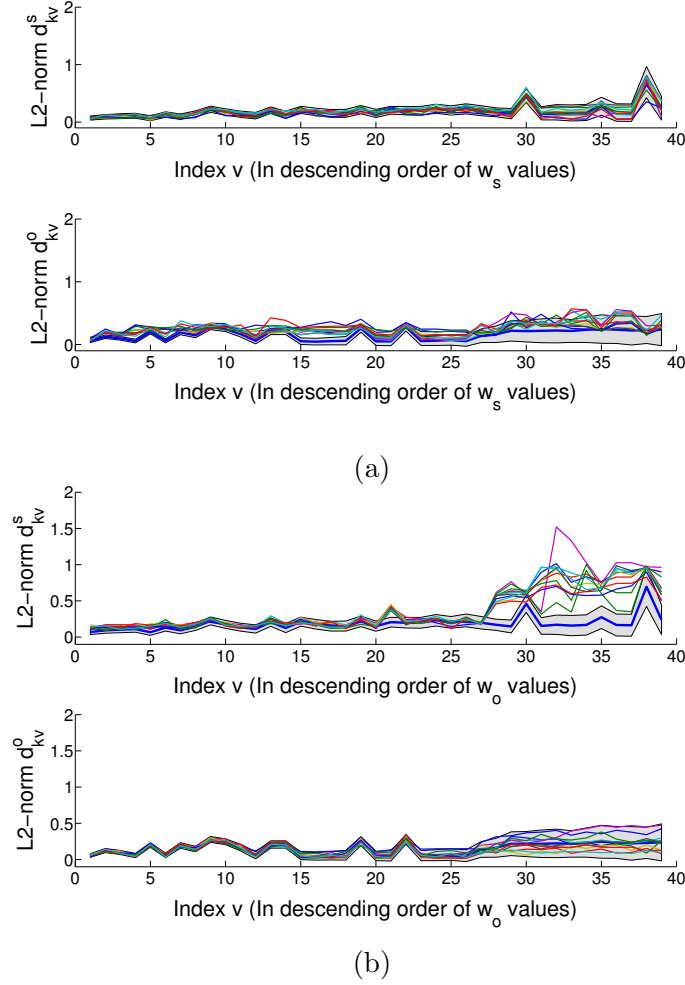 2
1
0
L2−norm d^s_kv
0 5 10 15 20 25 30 35 40
Index v (In descending order of w_s values)
2
1
0
L2−norm d^o_kv
0 5 10 15 20 25 30 35 40
Index v (In descending order of w_s values)
(a)
2
1.5
1
0.5
0
L2−norm d^s_kv
0 5 10 15 20 25 30 35 40
Index v (In descending order of w_o values)
2
1.5
1
0.5
0
L2−norm d^o_kv
0 5 10 15 20 25 30 35 40
Index v (In descending order of w_o values)
(b)